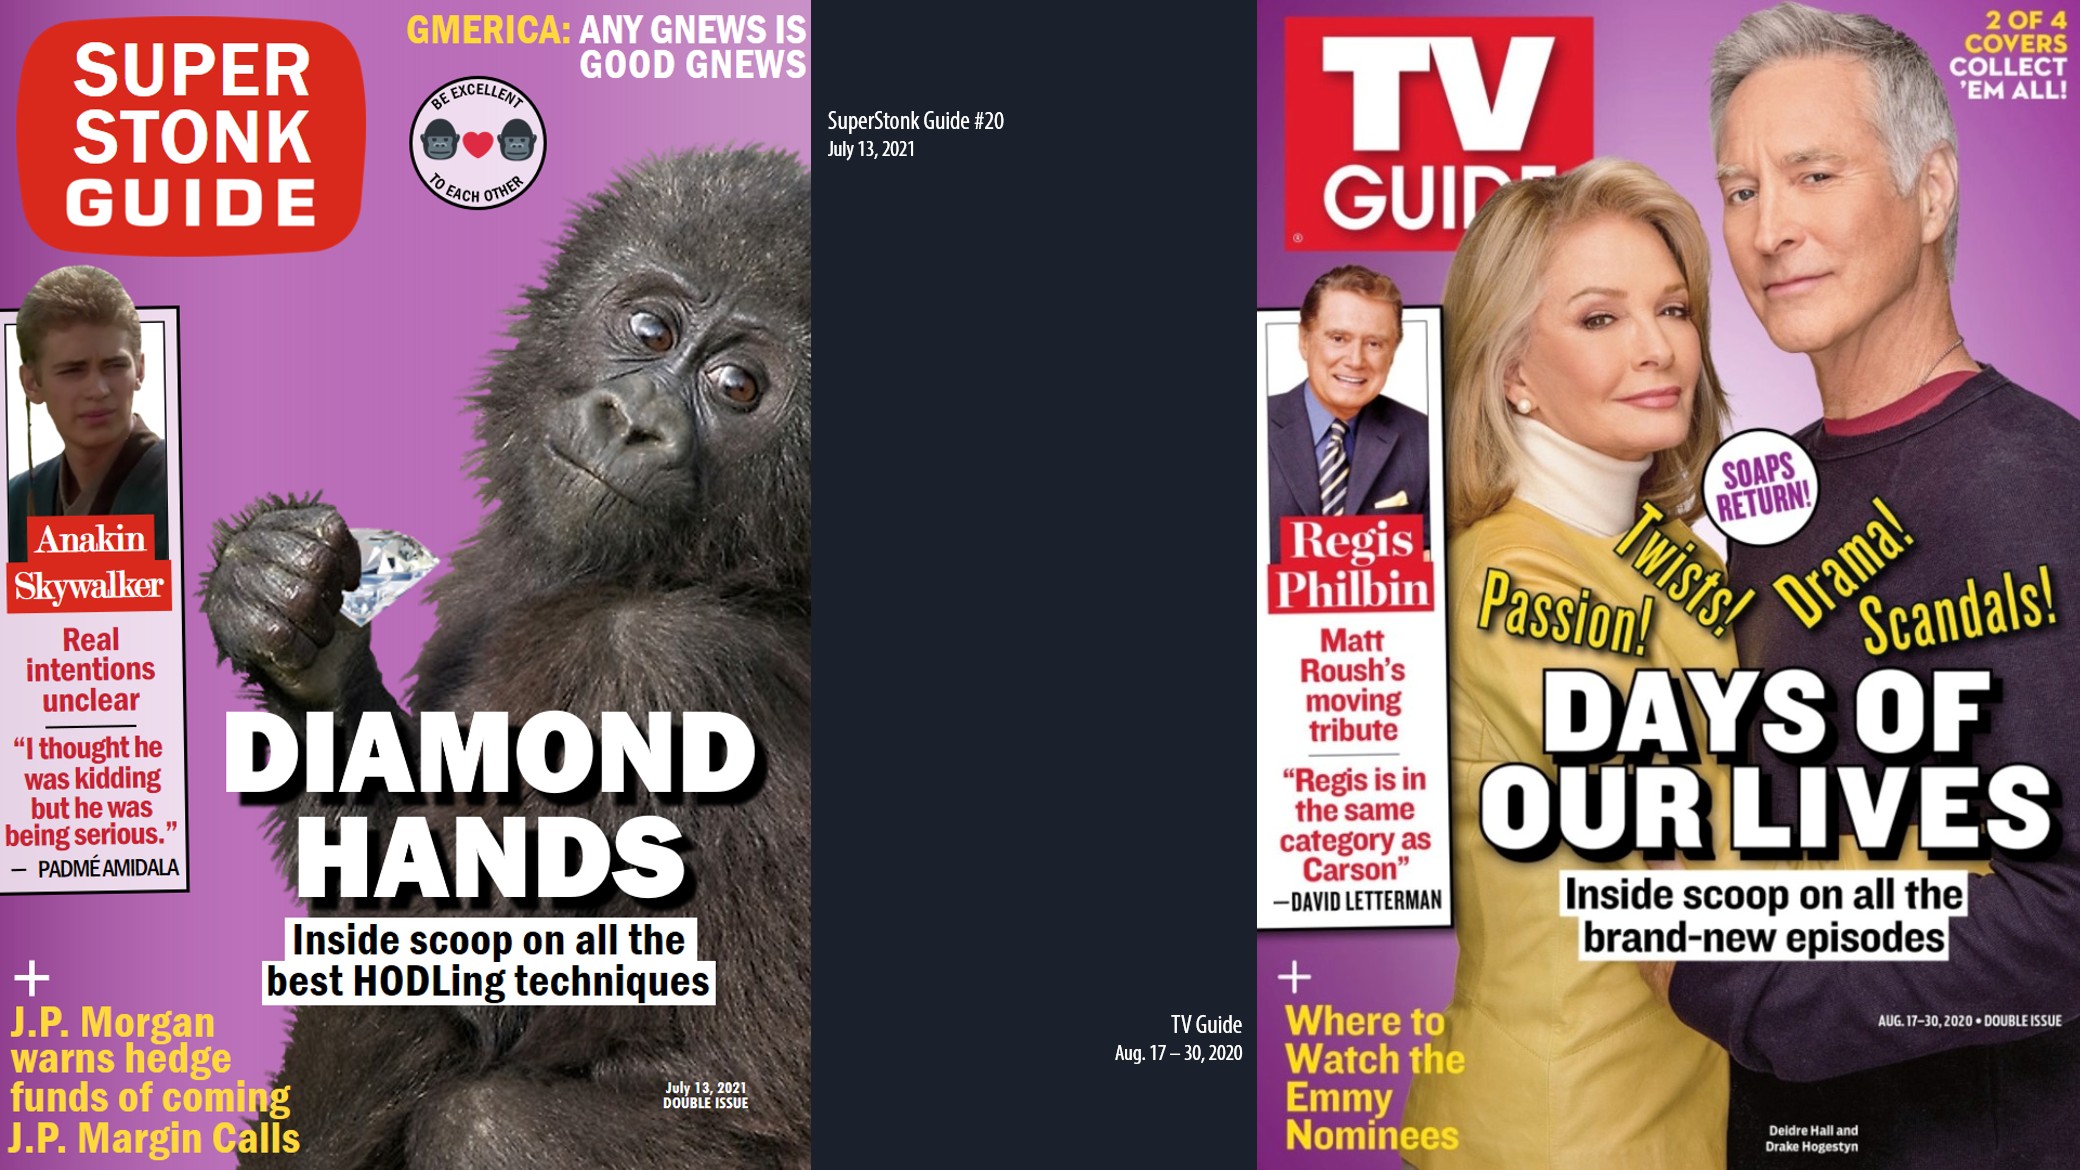 SUPER
STONK
GUIDE
GMERICA: ANY GNEWS IS
GOOD GNEWS
BE EXCELLENT
TO EACH OTHER
Anakin
Skywalker
Real
intentions
unclear
“I thought he
was kidding
but he was
being serious.”
— PADMÉ AMIDALA
DIAMOND
HANDS
Inside scoop on all the
best HODLing techniques
+
J.P. Morgan
warns hedge
funds of coming
J.P. Margin Calls
July 13, 2021
DOUBLE ISSUE
SuperStonk Guide #20
July 13, 2021
TV Guide
Aug. 17 – 30, 2020
TV
GUIDE
®
2 OF 4
COVERS
COLLECT
’EM ALL!
Regis
Philbin
Matt
Roush’s
moving
tribute
“Regis is in
the same
category as
Carson”
—DAVID LETTERMAN
SOAPS
RETURN!
Passion!
Twists!
Drama!
Scandals!
DAYS OF
OUR LIVES
Inside scoop on all the
brand-new episodes
AUG. 17–30, 2020 • DOUBLE ISSUE
+
Where to
Watch the
Emmy
Nominees
Deidre Hall and
Drake Hogestyn